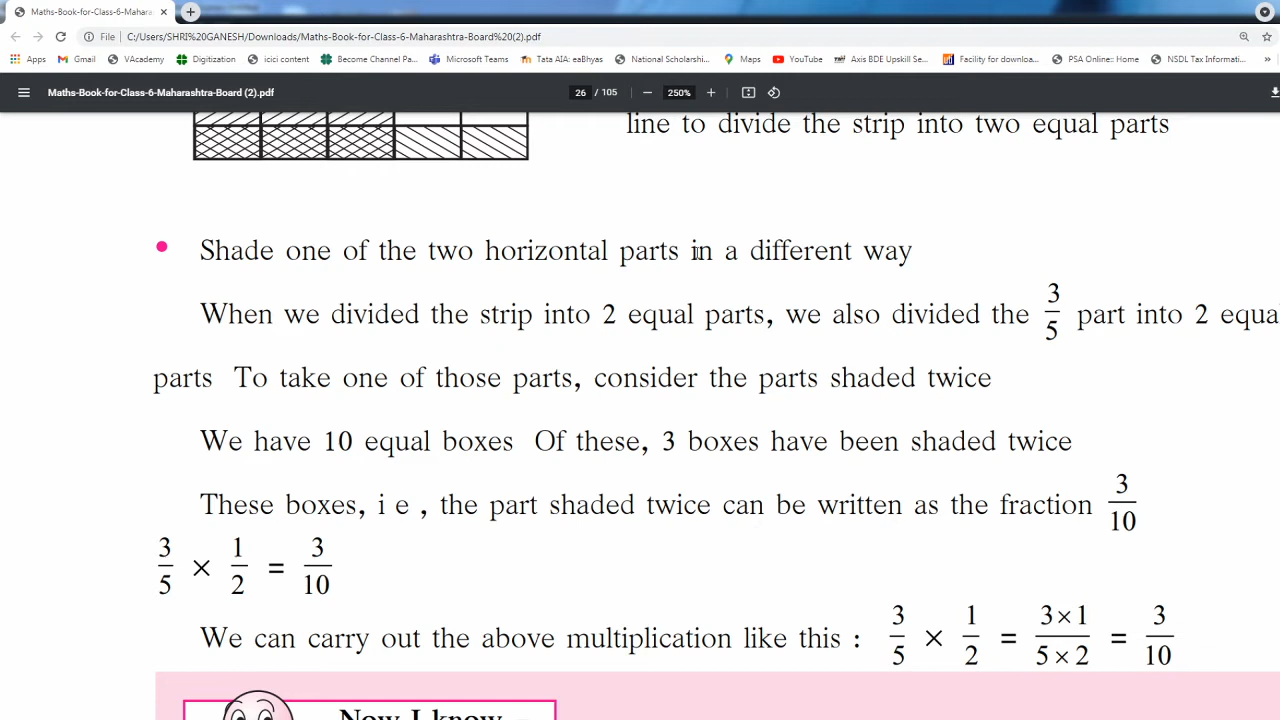 Maths-Book-for-Class-6-Mahara
File C:/Users/SHRI%20GANESH/Downloads/Maths-Book-for-Class-6-Maharashtra-Board%20(2).pdf
Apps Gmail VAcademy Digitization icici content Become Channel Pa... Microsoft Teams Tata AIA: eaBhyas National Scholarshi... Maps YouTube Axis BDE Upskill Se... Facility for downloa... PSA Online:: Home NSDL Tax Informati... »
Maths-Book-for-Class-6-Maharashtra-Board (2).pdf 26 / 105 — 250% +
line to divide the strip into two equal parts
• Shade one of the two horizontal parts in a different way
When we divided the strip into 2 equal parts, we also divided the 3/5 part into 2 equa
parts To take one of those parts, consider the parts shaded twice
We have 10 equal boxes Of these, 3 boxes have been shaded twice
These boxes, i e , the part shaded twice can be written as the fraction 3/10
3/5 × 1/2 = 3/10
We can carry out the above multiplication like this : 3/5 × 1/2 = 3×1/5×2 = 3/10
Now I know -